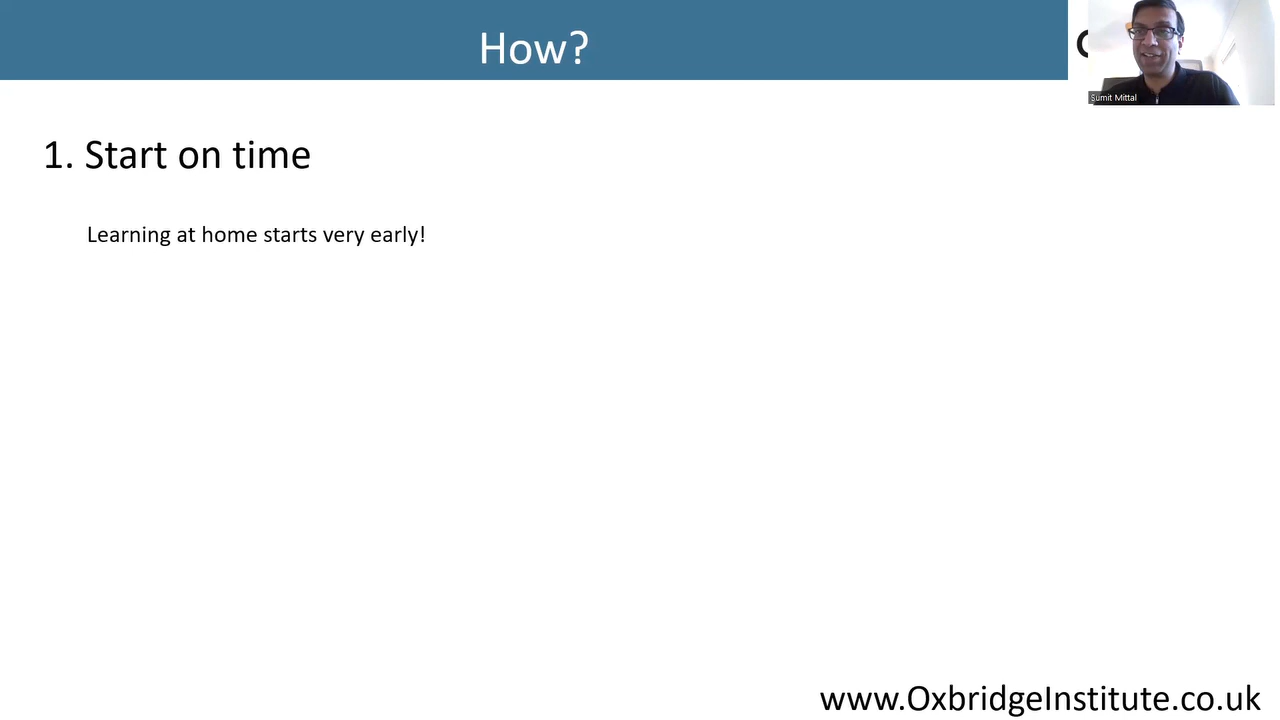 How?
Sumit Mittal
1. Start on time
Learning at home starts very early!
www.OxbridgeInstitute.co.uk